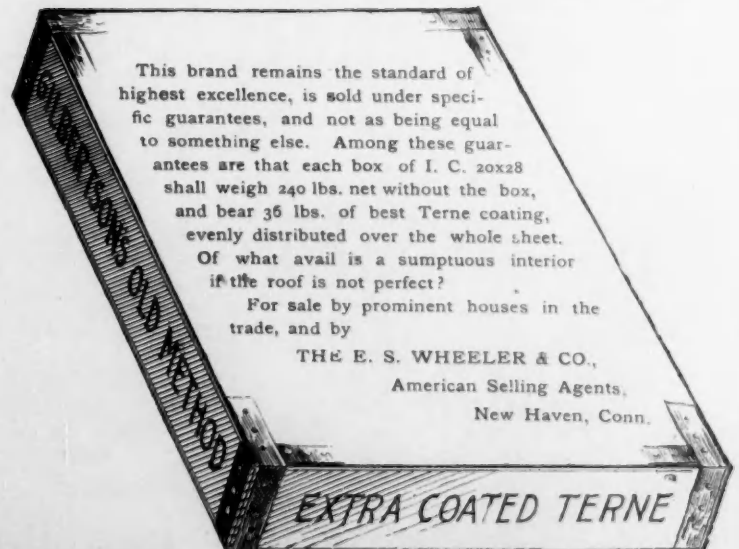 This brand remains the standard of
highest excellence, is sold under speci-
fic guarantees, and not as being equal
to something else. Among these guar-
antees are that each box of I. C. 20x28
shall weigh 240 lbs. net without the box,
and bear 36 lbs. of best Terne coating,
evenly distributed over the whole sheet.
Of what avail is a sumptuous interior
if the roof is not perfect?
For sale by prominent houses in the
trade, and by
THE E. S. WHEELER & CO.,
American Selling Agents,
New Haven, Conn.
GILBERTSONS OLD METHOD
EXTRA COATED TERNE